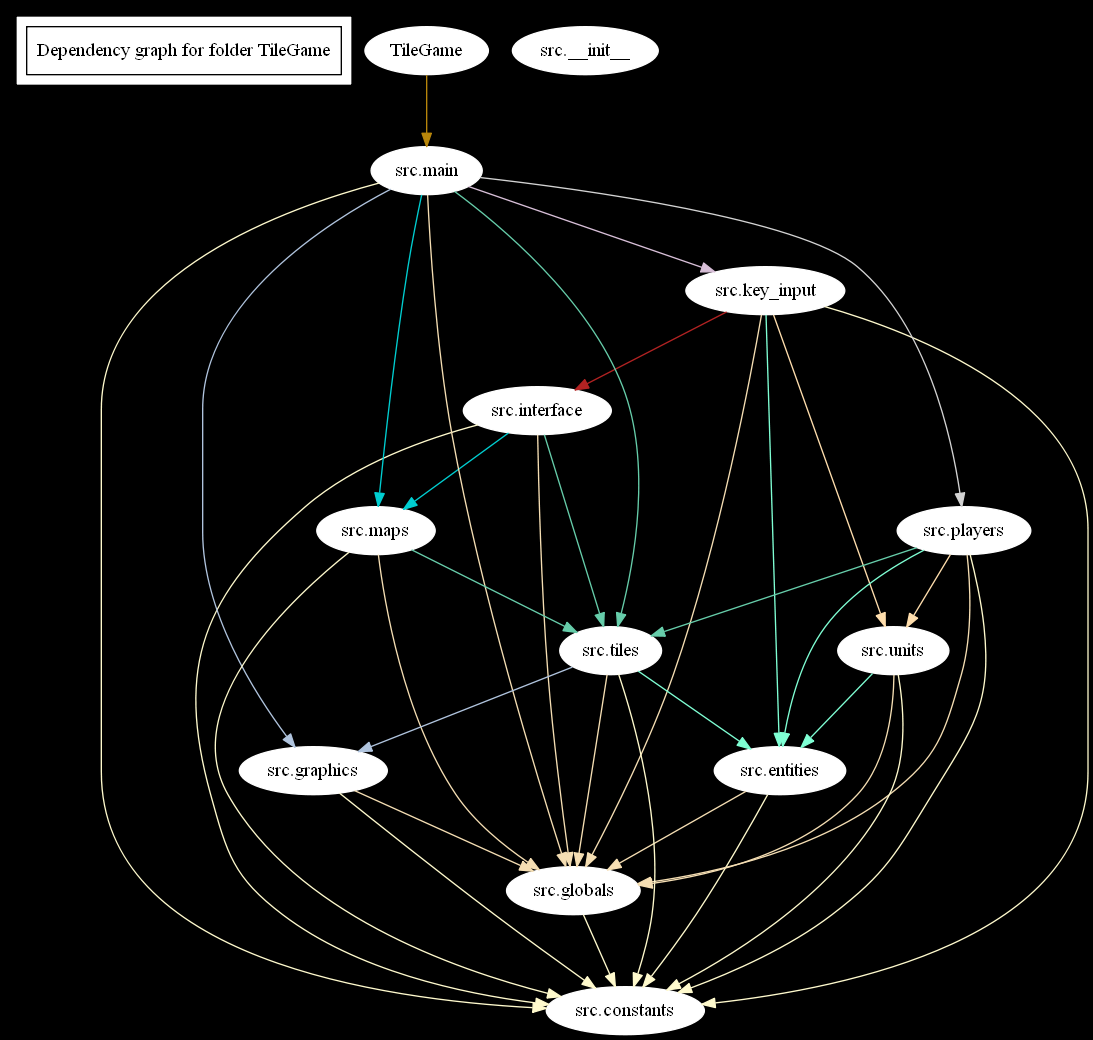 Dependency graph for folder TileGame
TileGame
src.__init__
src.main
src.key_input
src.interface
src.maps
src.players
src.tiles
src.units
src.graphics
src.entities
src.globals
src.constants